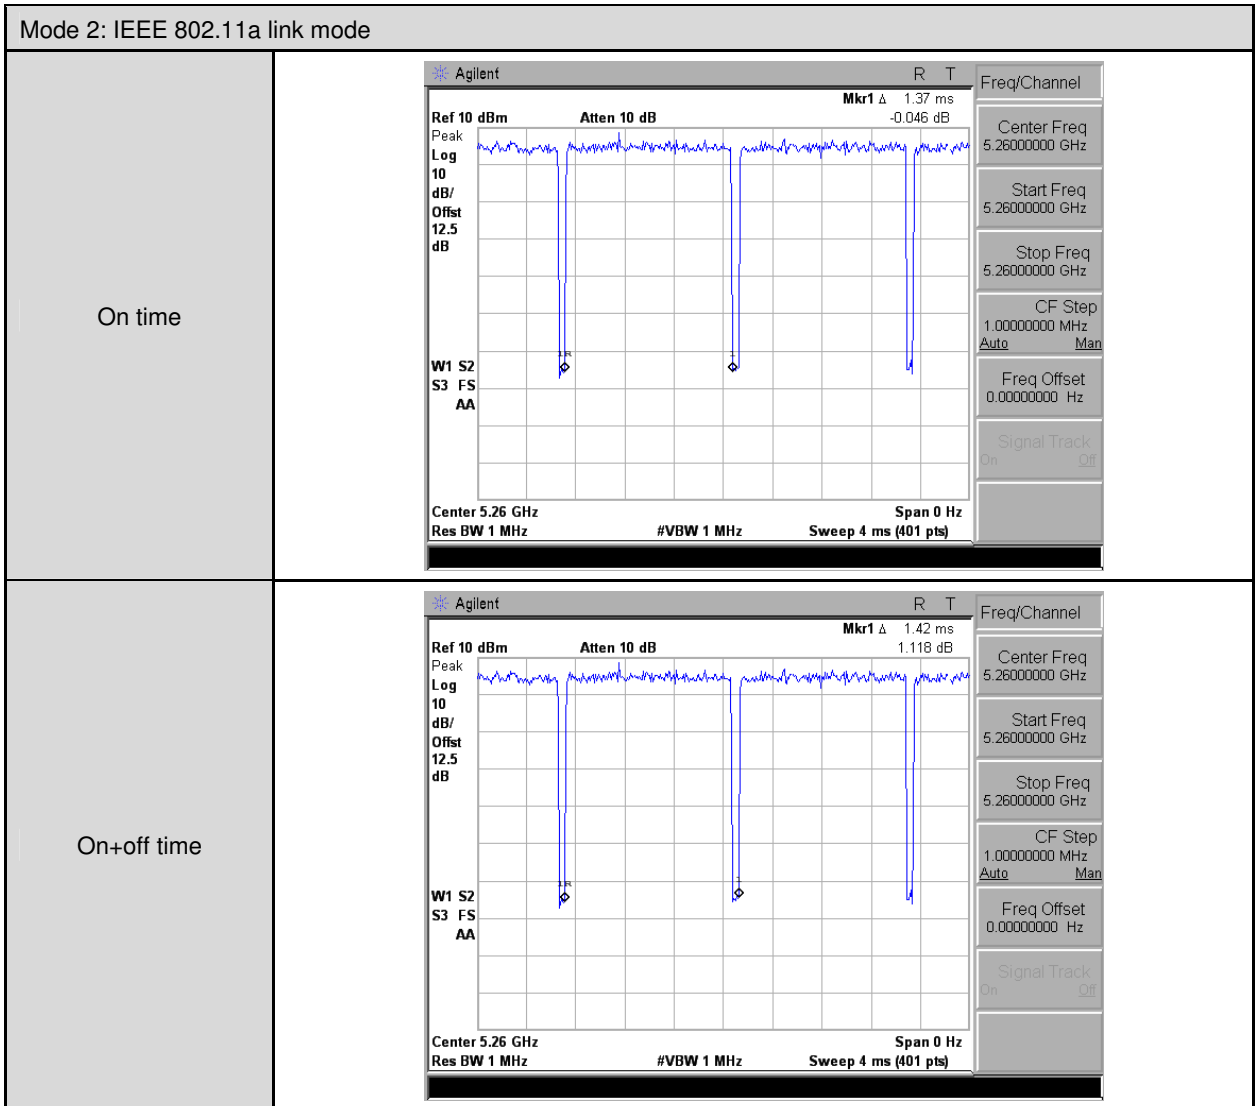 Mode 2: IEEE 802.11a link mode
On time
Agilent R T
Mkr1 Δ 1.37 ms
Ref 10 dBm Atten 10 dB -0.046 dB
Peak
Log
10
dB/
Offst
12.5
dB
1R 1
W1 S2
S3 FS
AA
Center 5.26 GHz Span 0 Hz
Res BW 1 MHz #VBW 1 MHz Sweep 4 ms (401 pts)
Freq/Channel
Center Freq
5.26000000 GHz
Start Freq
5.26000000 GHz
Stop Freq
5.26000000 GHz
CF Step
1.00000000 MHz
Auto Man
Freq Offset
0.00000000 Hz
Signal Track
On Off
On+off time
Agilent R T
Mkr1 Δ 1.42 ms
Ref 10 dBm Atten 10 dB 1.118 dB
Peak
Log
10
dB/
Offst
12.5
dB
1R 1
W1 S2
S3 FS
AA
Center 5.26 GHz Span 0 Hz
Res BW 1 MHz #VBW 1 MHz Sweep 4 ms (401 pts)
Freq/Channel
Center Freq
5.26000000 GHz
Start Freq
5.26000000 GHz
Stop Freq
5.26000000 GHz
CF Step
1.00000000 MHz
Auto Man
Freq Offset
0.00000000 Hz
Signal Track
On Off